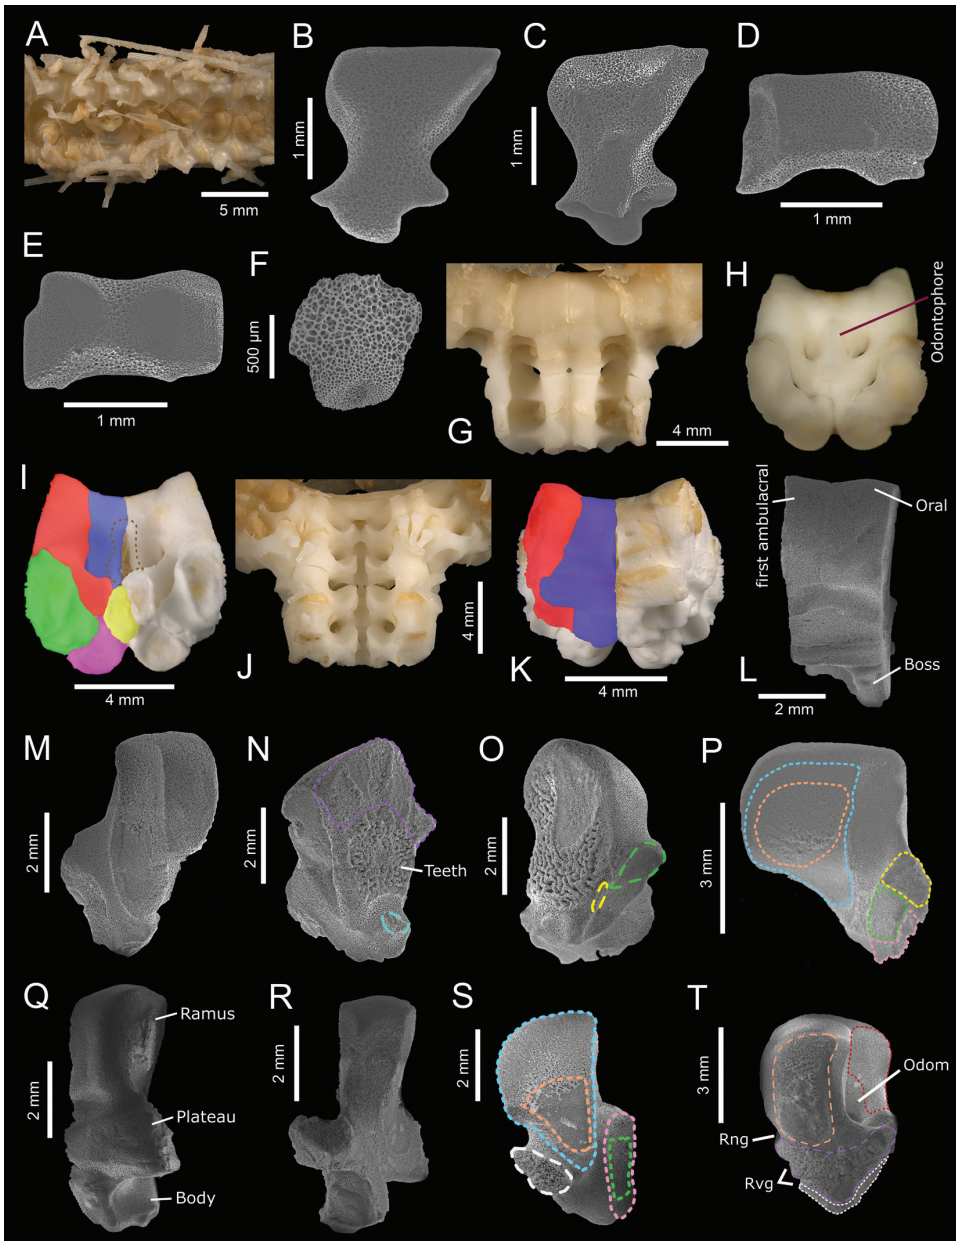 A
B
C
D
1 mm
1 mm
5 mm
1 mm
E
F
G
H
Odontophore
500 µm
1 mm
4 mm
I
J
K
L
first ambulacral
Oral
Boss
4 mm
4 mm
4 mm
2 mm
M
N
O
P
2 mm
2 mm
Teeth
2 mm
3 mm
Q
R
S
T
Ramus
Plateau
Body
2 mm
2 mm
2 mm
3 mm
Odom
Rng
Rvg